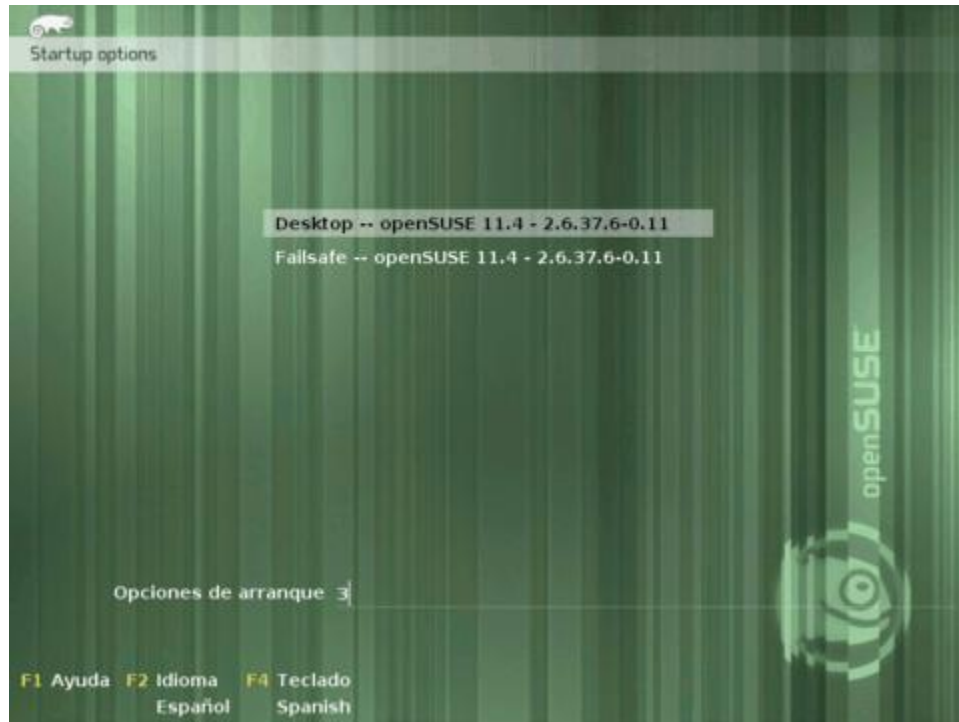 Startup options
Desktop -- openSUSE 11.4 - 2.6.37.6-0.11
Failsafe -- openSUSE 11.4 - 2.6.37.6-0.11
openSUSE
Opciones de arranque 3
F1 Ayuda F2 Idioma F4 Teclado
Español Spanish